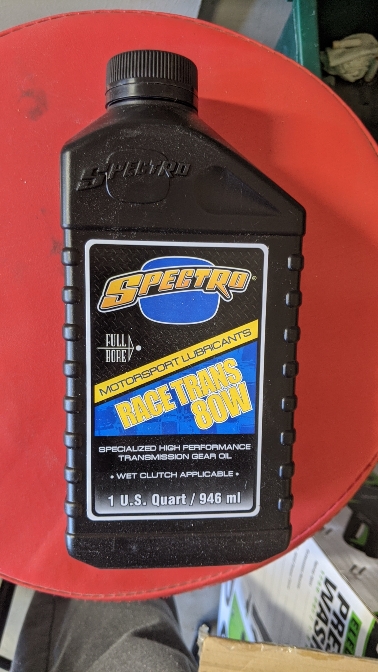 SPECTRO
SPECTRO®
FULL
BORE
MOTORSPORT LUBRICANTS
RACE TRANS
80W
SPECIALIZED HIGH PERFORMANCE
TRANSMISSION GEAR OIL
• WET CLUTCH APPLICABLE •
1 U.S. Quart / 946 ml